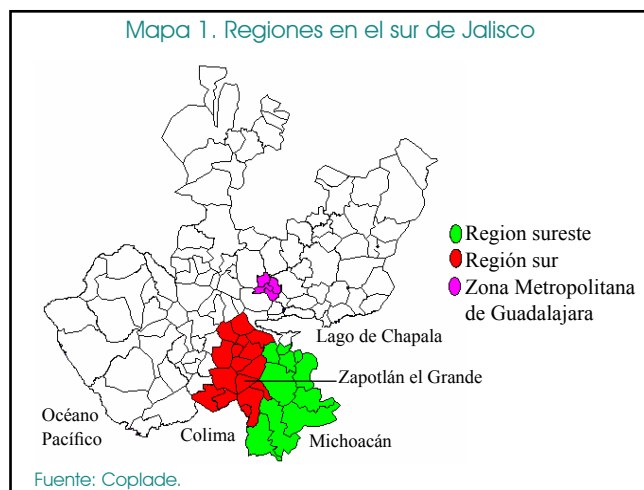 Mapa 1. Regiones en el sur de Jalisco
Region sureste
Región sur
Zona Metropolitana
de Guadalajara
Lago de Chapala
Zapotlán el Grande
Océano
Pacífico
Colima
Michoacán
Fuente: Coplade.